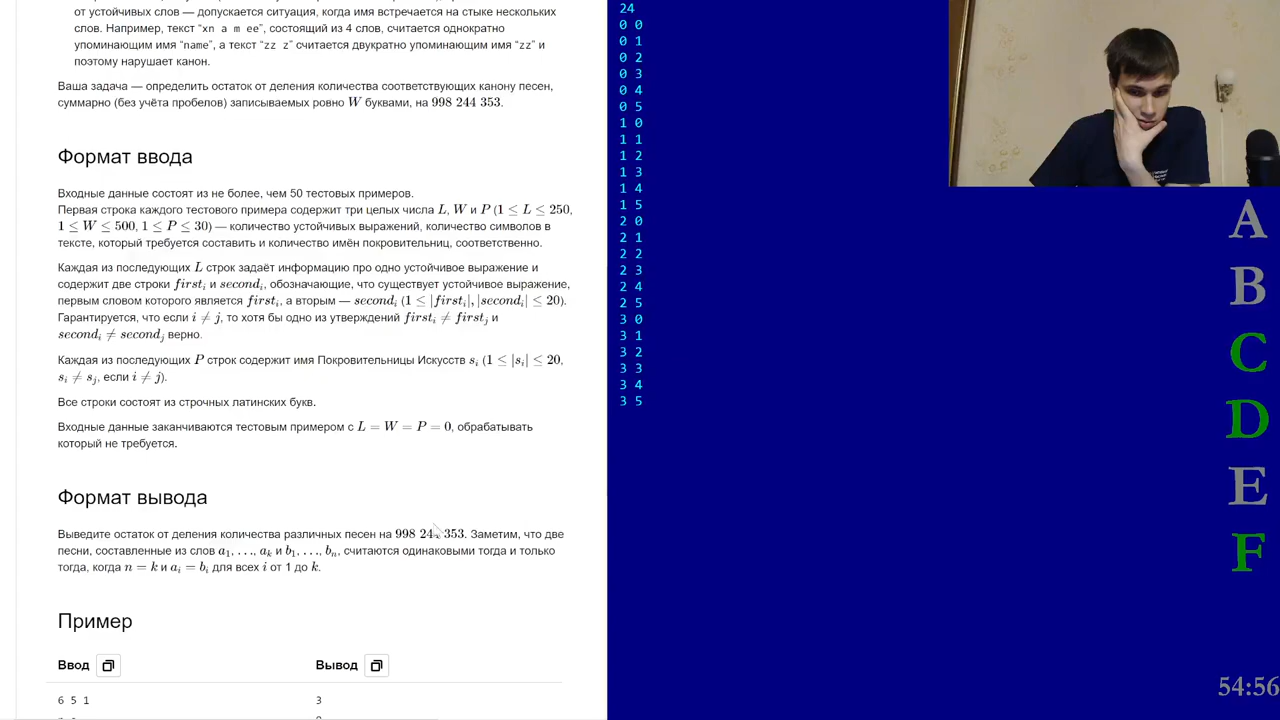 от устойчивых слов — допускается ситуация, когда имя встречается на стыке нескольких
слов. Например, текст “xn a m ee”, состоящий из 4 слов, считается однократно
упоминающим имя “name”, а текст “zz z” считается двукратно упоминающим имя “zz” и
поэтому нарушает канон.
Ваша задача — определить остаток от деления количества соответствующих канону песен,
суммарно (без учёта пробелов) записываемых ровно W буквами, на 998 244 353.
Формат ввода
Входные данные состоят из не более, чем 50 тестовых примеров.
Первая строка каждого тестового примера содержит три целых числа L, W и P (1 ≤ L ≤ 250,
1 ≤ W ≤ 500, 1 ≤ P ≤ 30) — количество устойчивых выражений, количество символов в
тексте, который требуется составить и количество имён покровительниц, соответственно.
Каждая из последующих L строк задаёт информацию про одно устойчивое выражение и
содержит две строки first_i и second_i, обозначающие, что существует устойчивое выражение,
первым словом которого является first_i, а вторым — second_i (1 ≤ |first_i|, |second_i| ≤ 20).
Гарантируется, что если i ≠ j, то хотя бы одно из утверждений first_i ≠ first_j и
second_i ≠ second_j верно.
Каждая из последующих P строк содержит имя Покровительницы Искусств s_i (1 ≤ |s_i| ≤ 20,
s_i ≠ s_j, если i ≠ j).
Все строки состоят из строчных латинских букв.
Входные данные заканчиваются тестовым примером с L = W = P = 0, обрабатывать
который не требуется.
Формат вывода
Выведите остаток от деления количества различных песен на 998 244 353. Заметим, что две
песни, составленные из слов a_1, …, a_k и b_1, …, b_n, считаются одинаковыми тогда и только
тогда, когда n = k и a_i = b_i для всех i от 1 до k.
Пример
Ввод
Вывод
6 5 1
3
24
0 0
0 1
0 2
0 3
0 4
0 5
1 0
1 1
1 2
1 3
1 4
1 5
2 0
2 1
2 2
2 3
2 4
2 5
3 0
3 1
3 2
3 3
3 4
3 5
A
B
C
D
E
F
54:56